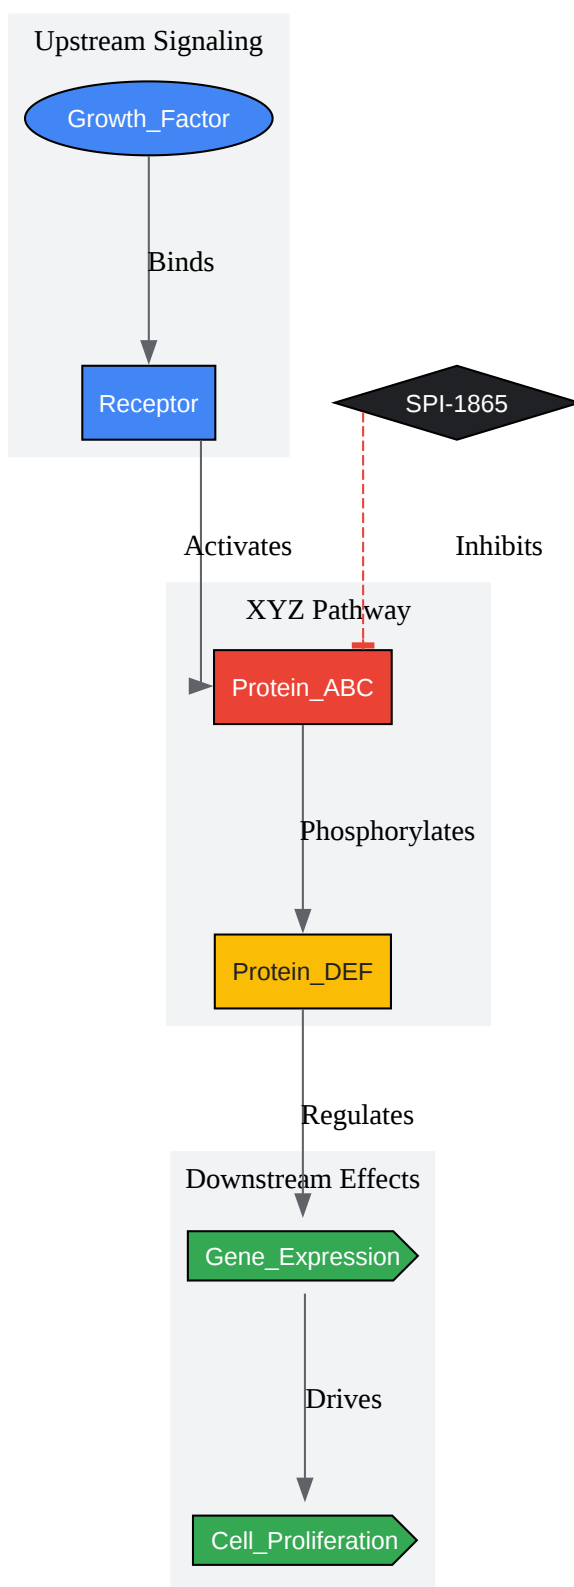 Upstream Signaling
Growth_Factor
Binds
Receptor
SPI-1865
Activates
Inhibits
XYZ Pathway
Protein_ABC
Phosphorylates
Protein_DEF
Regulates
Downstream Effects
Gene_Expression
Drives
Cell_Proliferation